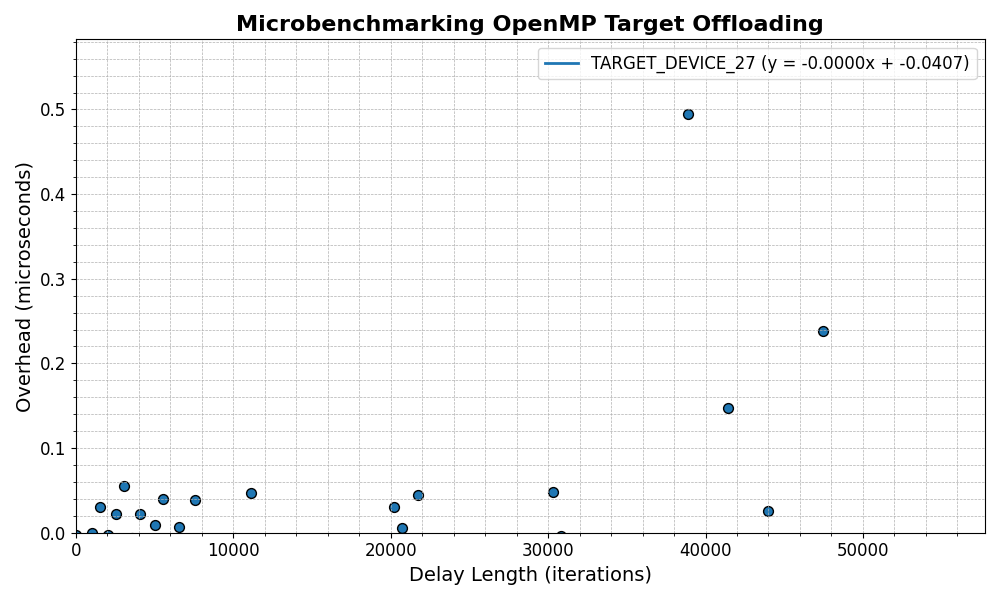 Microbenchmarking OpenMP Target Offloading
TARGET_DEVICE_27 (y = -0.0000x + -0.0407)
Overhead (microseconds)
0.5
0.4
0.3
0.2
0.1
0.0
0 10000 20000 30000 40000 50000
Delay Length (iterations)